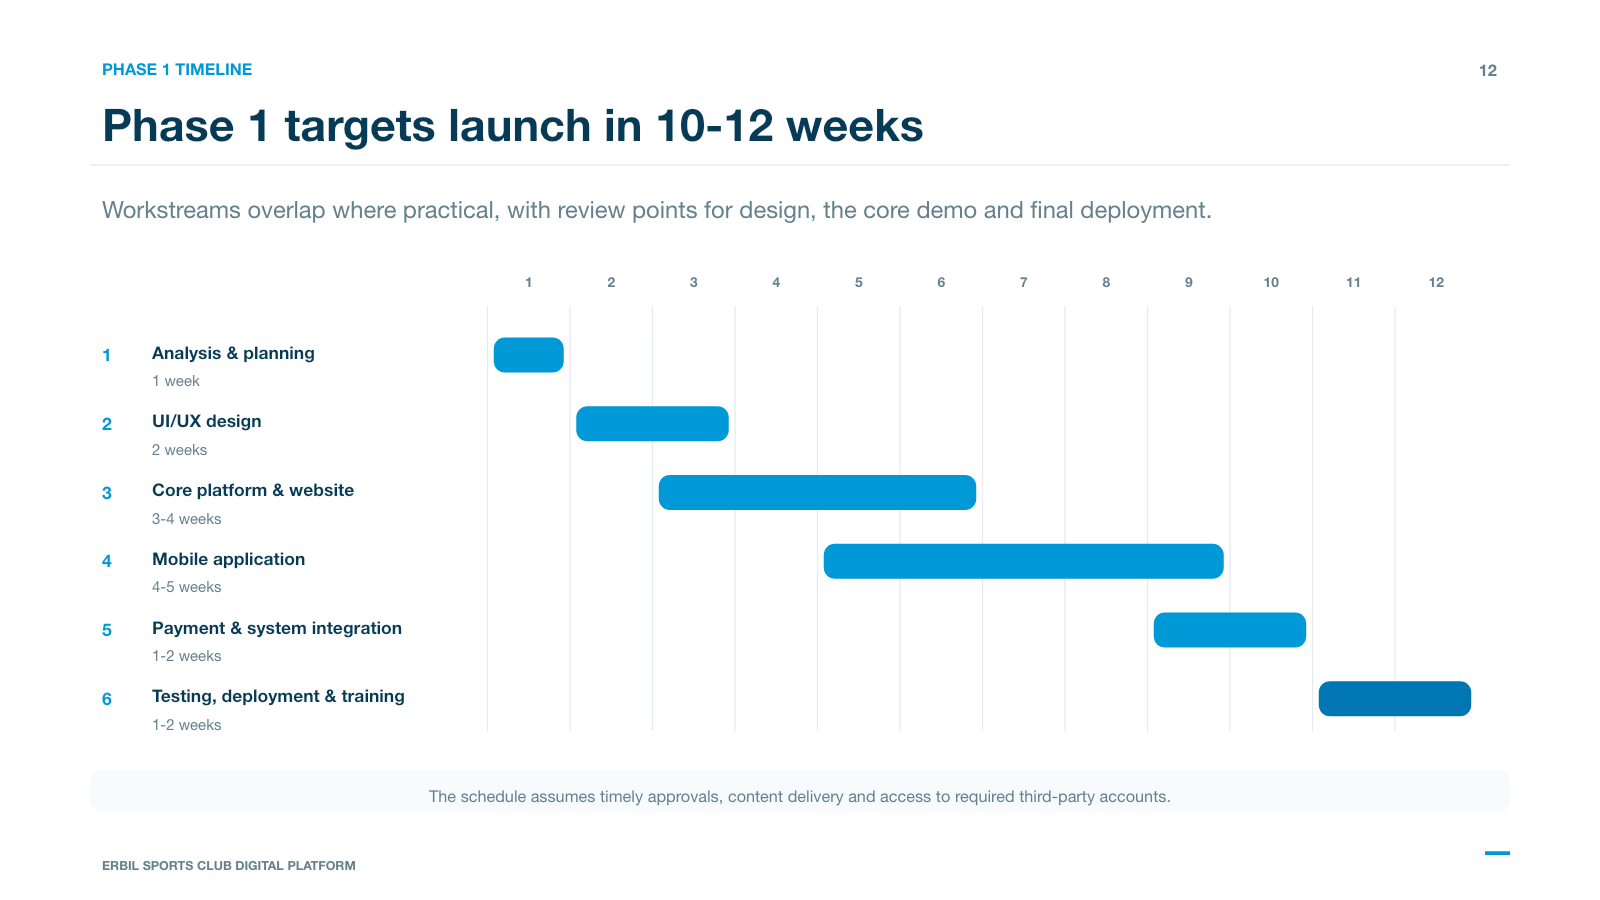 PHASE 1 TIMELINE
12
Phase 1 targets launch in 10-12 weeks
Workstreams overlap where practical, with review points for design, the core demo and final deployment.
1 2 3 4 5 6 7 8 9 10 11 12
1 Analysis & planning
1 week
2 UI/UX design
2 weeks
3 Core platform & website
3-4 weeks
4 Mobile application
4-5 weeks
5 Payment & system integration
1-2 weeks
6 Testing, deployment & training
1-2 weeks
The schedule assumes timely approvals, content delivery and access to required third-party accounts.
ERBIL SPORTS CLUB DIGITAL PLATFORM